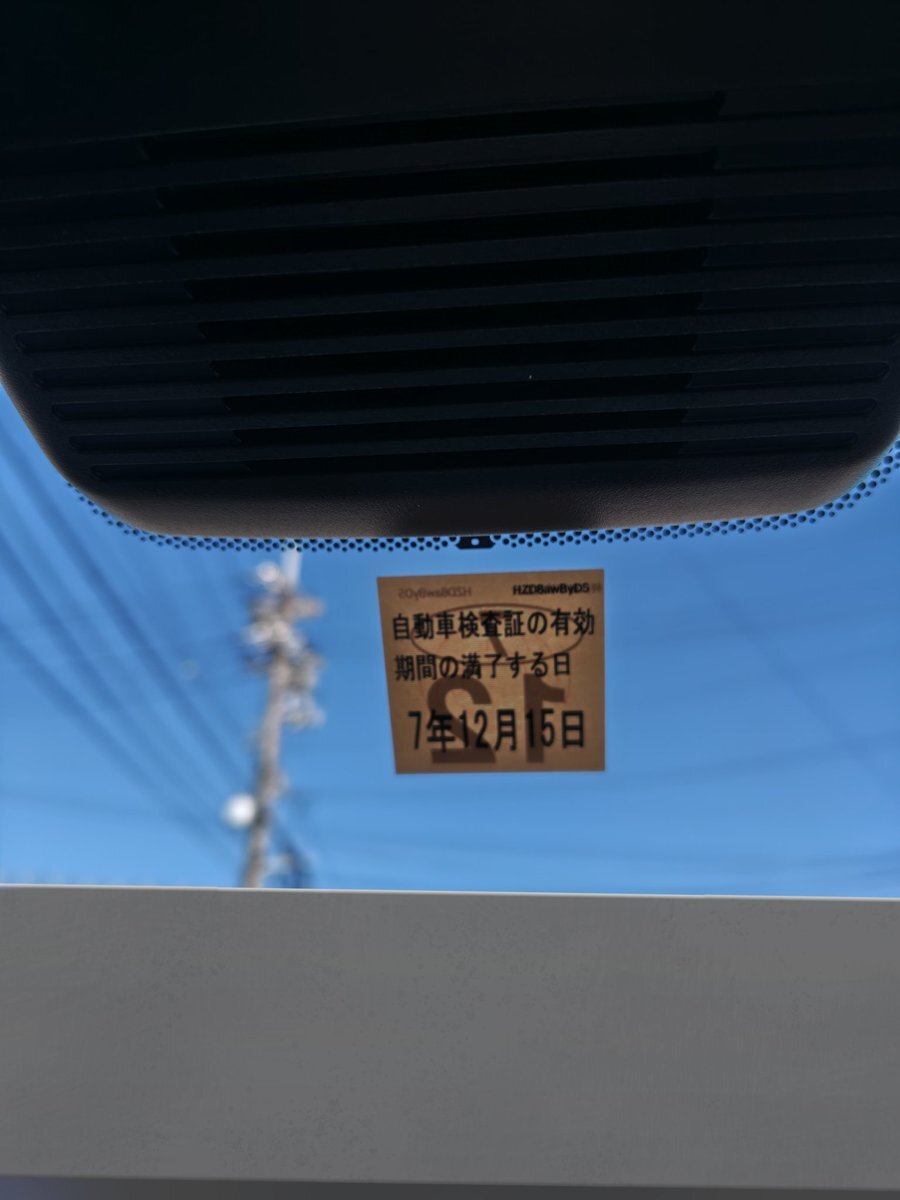 HZD8awByD5
自動車検査証の有効
期間の満了する日
7年12月15日